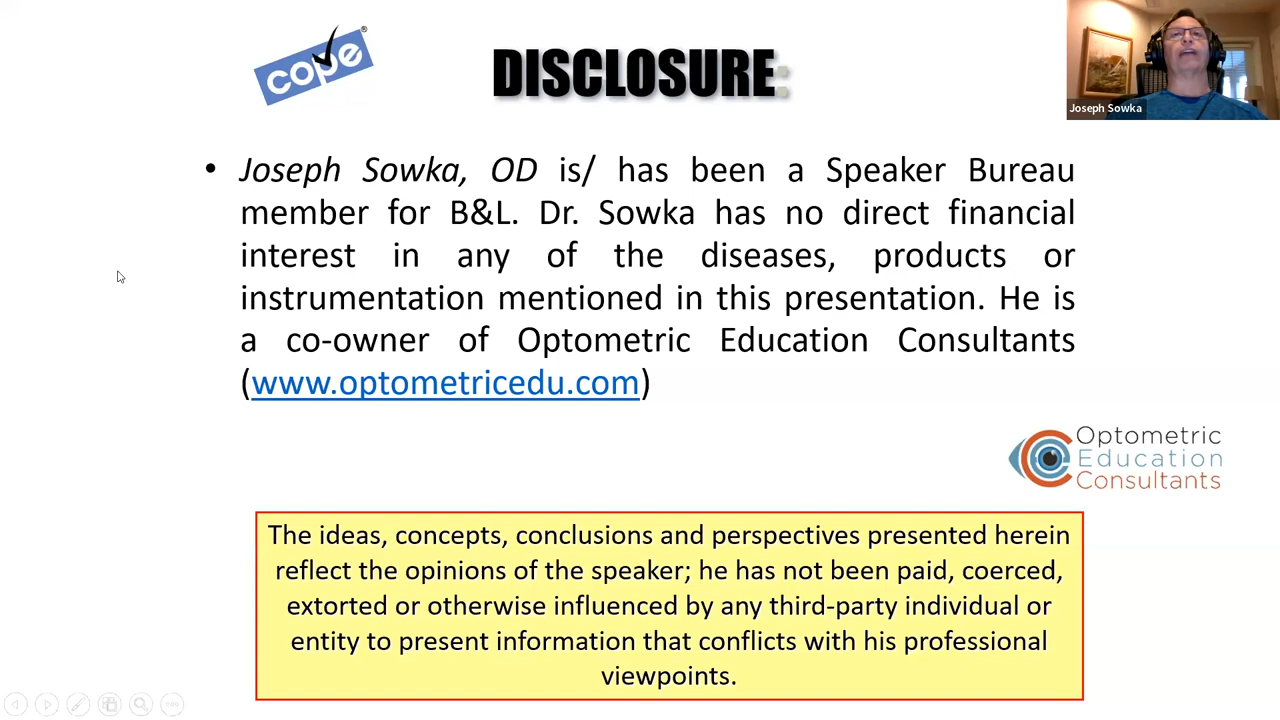 cope
DISCLOSURE:
Joseph Sowka
• Joseph Sowka, OD is/ has been a Speaker Bureau
member for B&L. Dr. Sowka has no direct financial
interest in any of the diseases, products or
instrumentation mentioned in this presentation. He is
a co-owner of Optometric Education Consultants
(www.optometricedu.com)
Optometric
Education
Consultants
The ideas, concepts, conclusions and perspectives presented herein
reflect the opinions of the speaker; he has not been paid, coerced,
extorted or otherwise influenced by any third-party individual or
entity to present information that conflicts with his professional
viewpoints.